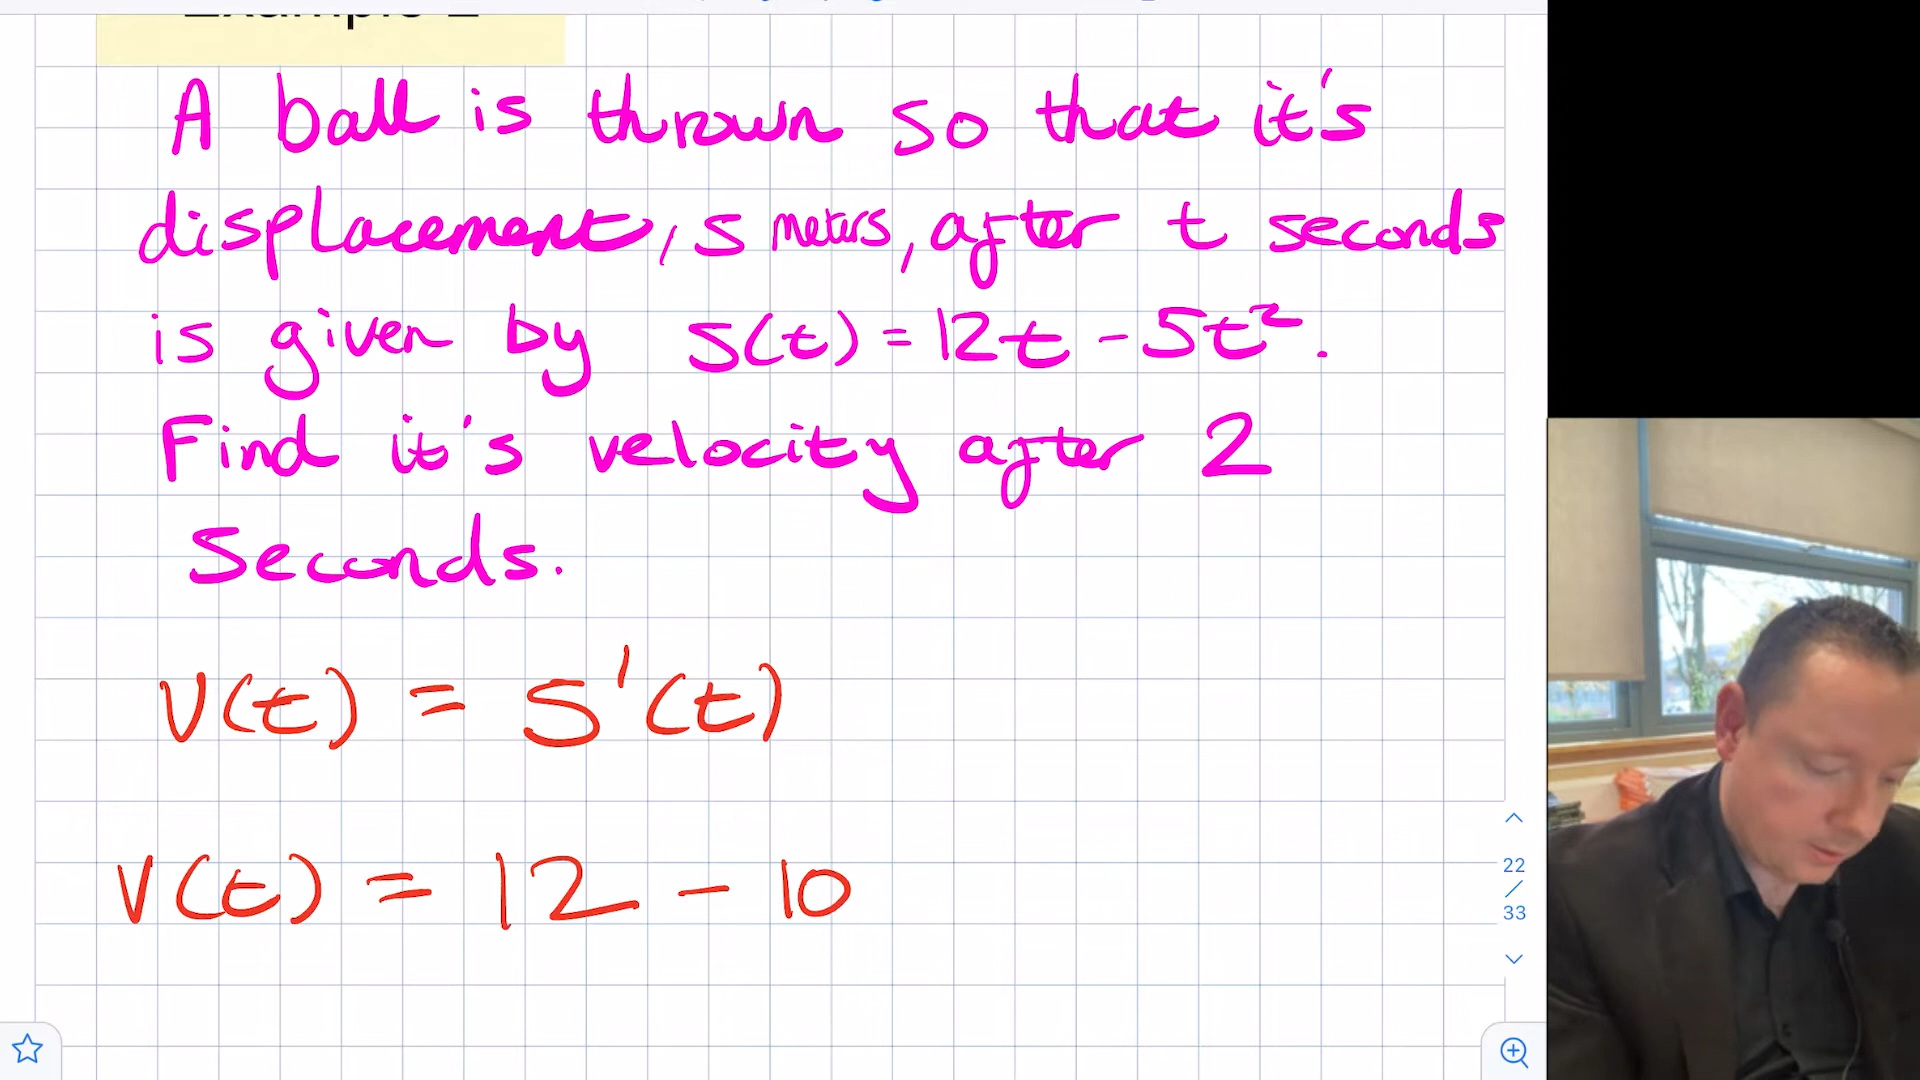 A ball is thrown so that it's
displacement, s meters, after t seconds
is given by s(t) = 12t - 5t².
Find it's velocity after 2
Seconds.
V(t) = s'(t)
V(t) = 12 - 10
22
/
33